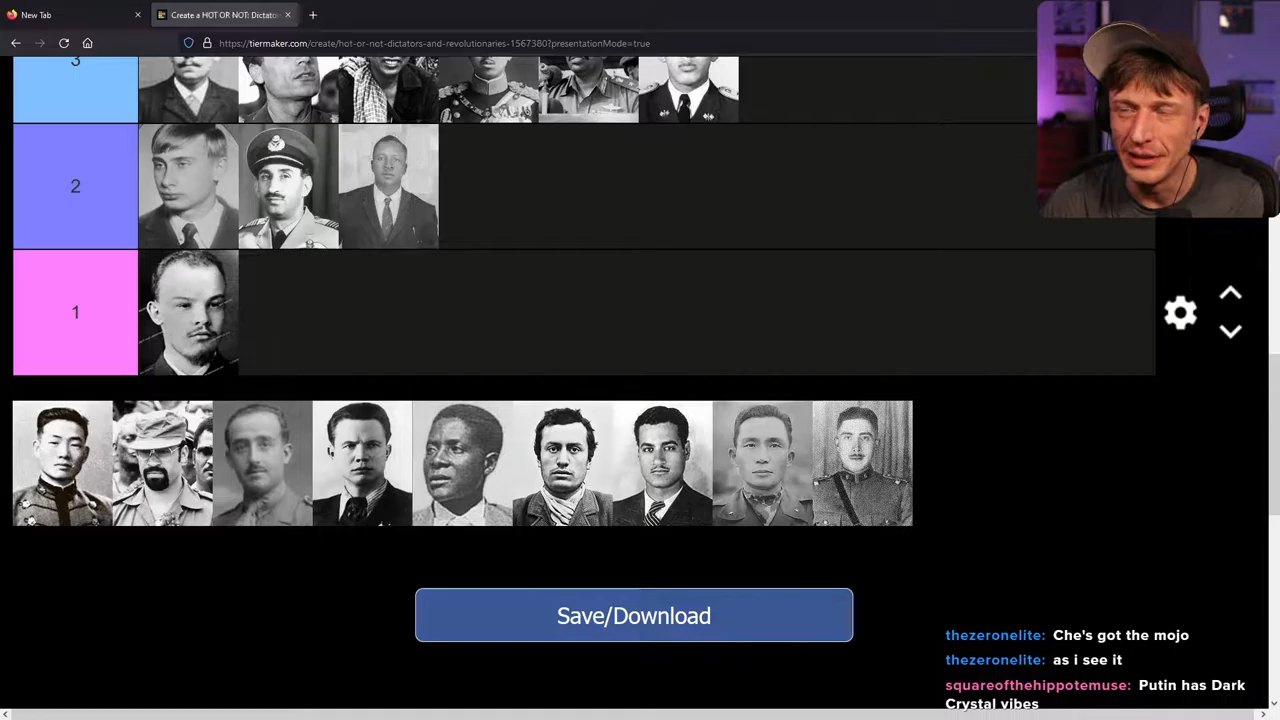 New Tab
Create a HOT OR NOT: Dictator
https://tiermaker.com/create/hot-or-not-dictators-and-revolutionaries-1567380?presentationMode=true
3
2
1
Save/Download
thezeronelite: Che's got the mojo
thezeronelite: as i see it
squareofthehippotemuse: Putin has Dark
Crystal vibes